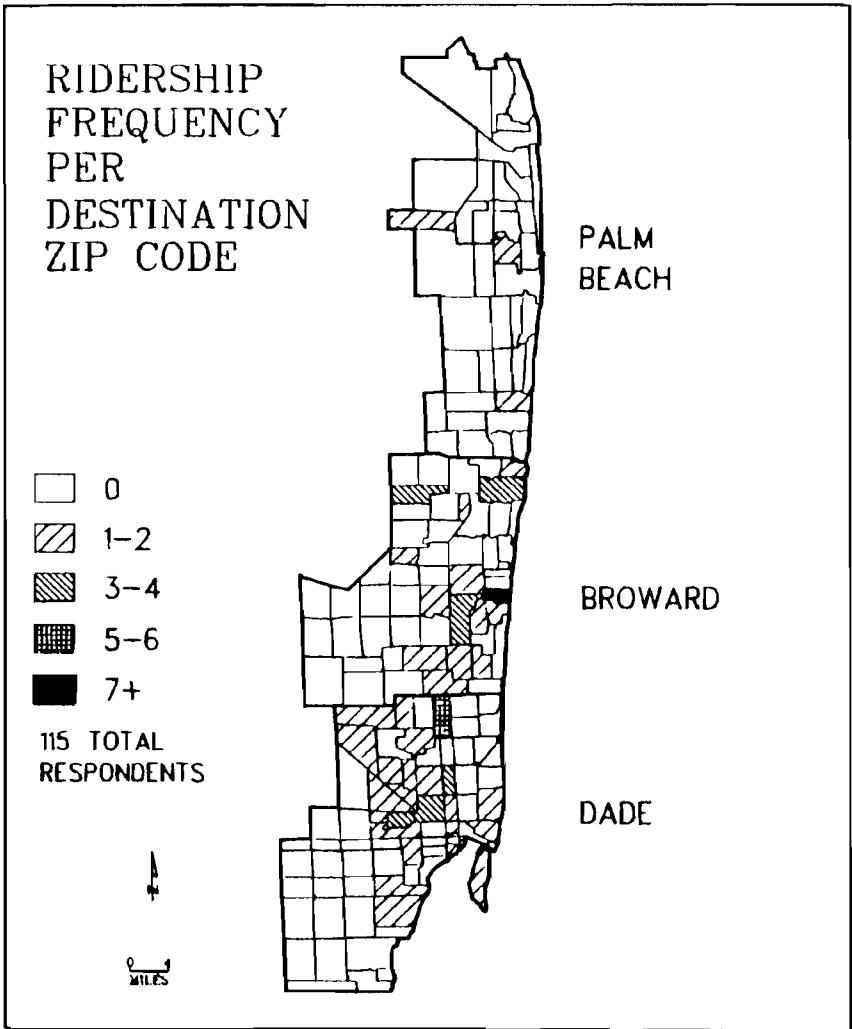 RIDERSHIP
FREQUENCY
PER
DESTINATION
ZIP CODE
PALM
BEACH
0
1-2
3-4
5-6
7+
115 TOTAL
RESPONDENTS
BROWARD
DADE
N
0
MILES